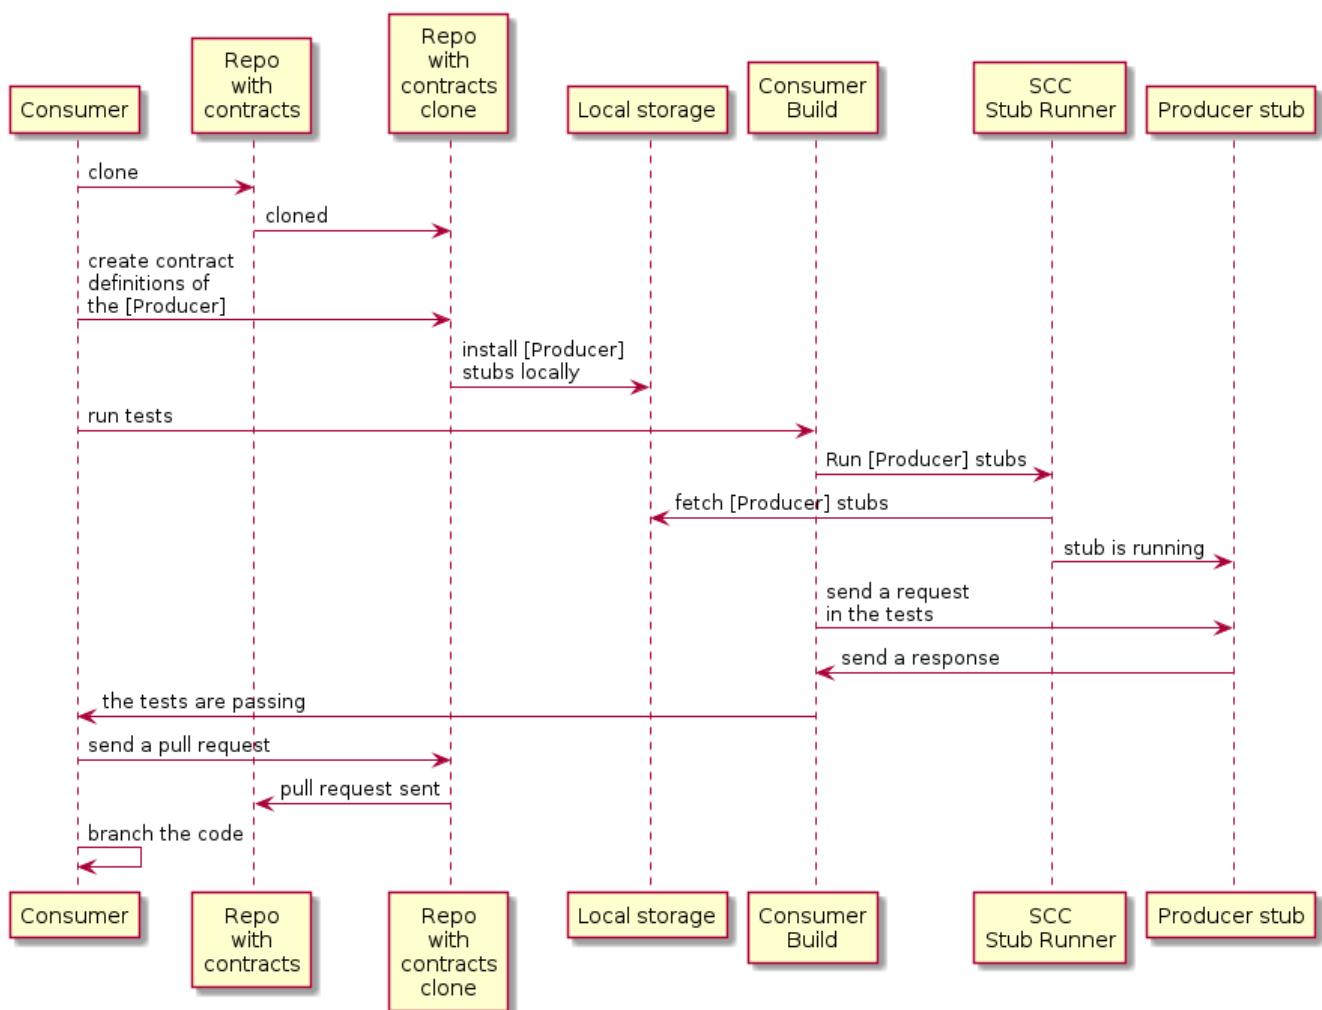 Consumer
Repo
with
contracts
Repo
with
contracts
clone
Local storage
Consumer
Build
SCC
Stub Runner
Producer stub
clone
cloned
create contract
definitions of
the [Producer]
install [Producer]
stubs locally
run tests
Run [Producer] stubs
fetch [Producer] stubs
stub is running
send a request
in the tests
send a response
the tests are passing
send a pull request
pull request sent
branch the code
Consumer
Repo
with
contracts
Repo
with
contracts
clone
Local storage
Consumer
Build
SCC
Stub Runner
Producer stub